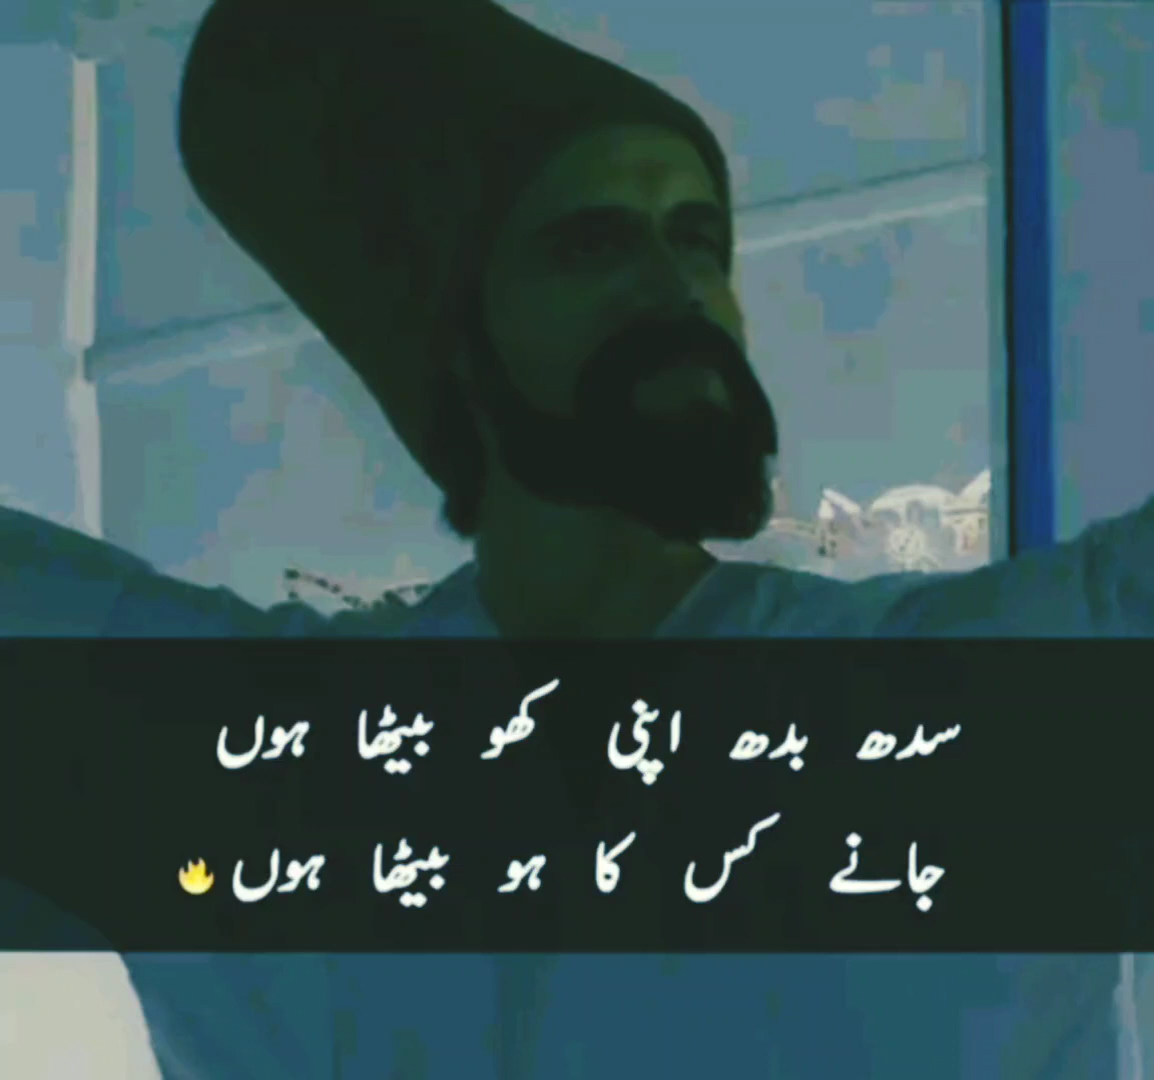 سدھ بدھ اپنی کھو بیٹھا ہوں
جانے کس کا ہو بیٹھا ہوں🔥